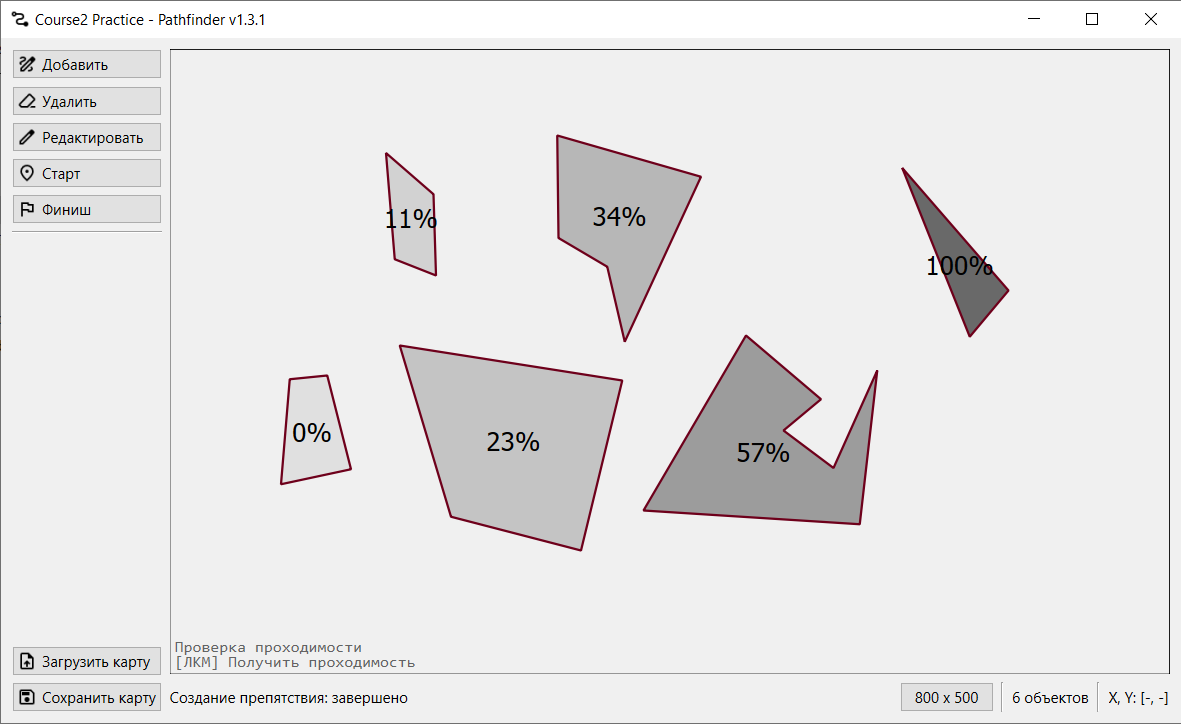 Course2 Practice - Pathfinder v1.3.1
Добавить
Удалить
Редактировать
Старт
Финиш
11%
34%
100%
0%
23%
57%
Проверка проходимости
[ЛКМ] Получить проходимость
Загрузить карту
Сохранить карту
Создание препятствия: завершено
800 x 500
6 объектов
X, Y: [-, -]